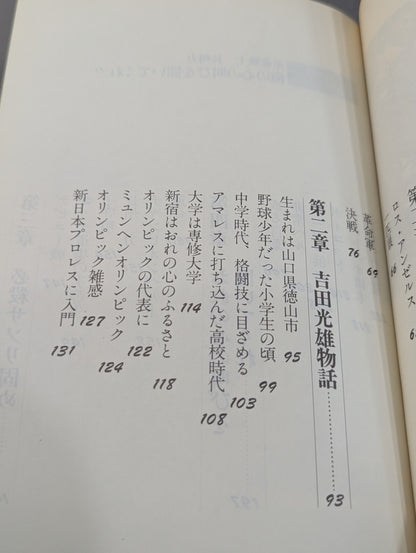 ロス・アンゼルス
革命軍 69
決戦 76
第二章 吉田光雄物話 93
生まれは山口県徳山市 95
野球少年だった小学生の頃 99
中学時代、格闘技に目ざめる 103
アマレスに打ち込んだ高校時代 108
大学は専修大学 114
新宿はおれの心のふるさと 118
オリンピックの代表に 122
ミュンヘンオリンピック 124
オリンピック雑感 127
新日本プロレスに入門 131